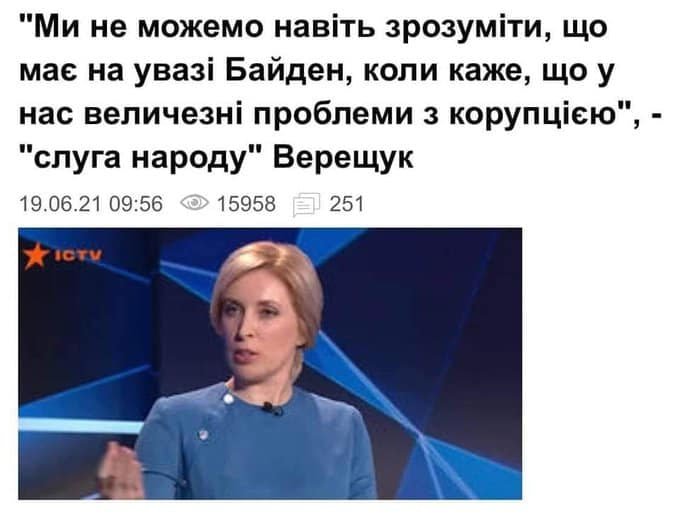 "Ми не можемо навіть зрозуміти, що
має на увазі Байден, коли каже, що у
нас величезні проблеми з корупцією", -
"слуга народу" Верещук
19.06.21 09:56 15958 251
ICTV